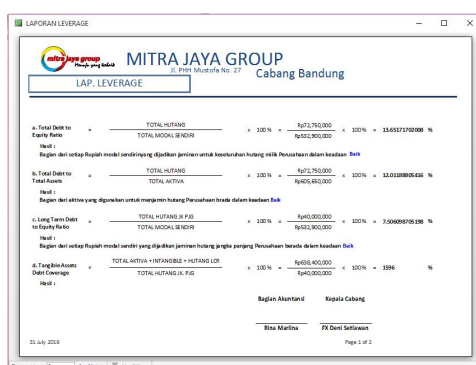 LAPORAN LEVERAGE
mitra jaya group
MITRA JAYA GROUP
Jl. PHH Mustofa No. 27
Cabang Bandung
LAP. LEVERAGE
a. Total Debt to Equity Ratio = TOTAL HUTANG / TOTAL MODAL SENDIRI x 100 % = Rp72,750,000 / Rp532,900,000 x 100% = 13.65171702008 %
Hasil :
Bagian dari setiap Rupiah modal sendirinyang dijadikan jaminan untuk keseluruhan hutang milik Perusahaan dalam keadaan Baik
b. Total Debt to Total Assets = TOTAL HUTANG / TOTAL AKTIVA x 100 % = Rp72,750,000 / Rp605,650,000 x 100% = 12.01188805416 %
Hasil :
Bagian dari aktiva yang digunakan untuk menjamin hutang Perusahaan brada dalam keadaan Baik
c. Long Term Debt to Equity Ratio = TOTAL HUTANG JK PJG / TOTAL MODAL SENDIRI x 100 % = Rp40,000,000 / Rp532,900,000 x 100% = 7.506098705198 %
Hasil :
Bagian dari setiap Rupiah modal sendiri yang dijadikan jaminan hutang jangka panjang Perusahaan berada dalam keadaan Baik
d. Tangible Assets Debt Coverage = TOTAL AKTIVA + INTANGIBLE + HUTANG LCR / TOTAL HUTANG JK. PJG x 100 % = Rp638,400,000 / Rp40,000,000 x 100% = 1596 %
Hasil :
Bagian Akuntansi Kepala Cabang
Rina Marlina FX Deni Setiawan
31 July 2016 Page 1 of 2